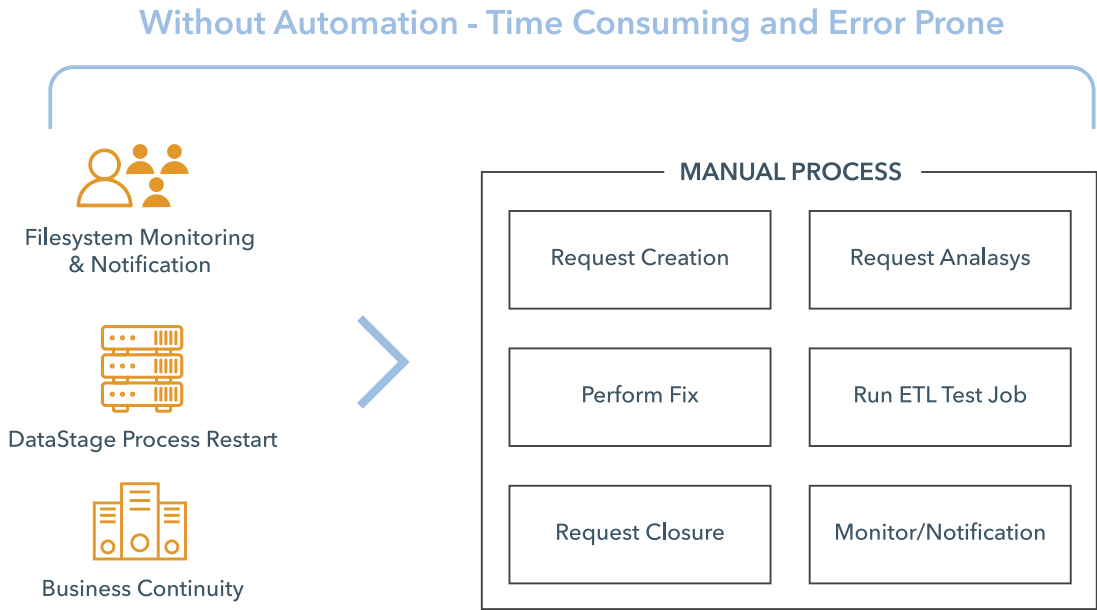 Without Automation - Time Consuming and Error Prone
Filesystem Monitoring
& Notification
DataStage Process Restart
Business Continuity
MANUAL PROCESS
Request Creation
Request Analasys
Perform Fix
Run ETL Test Job
Request Closure
Monitor/Notification